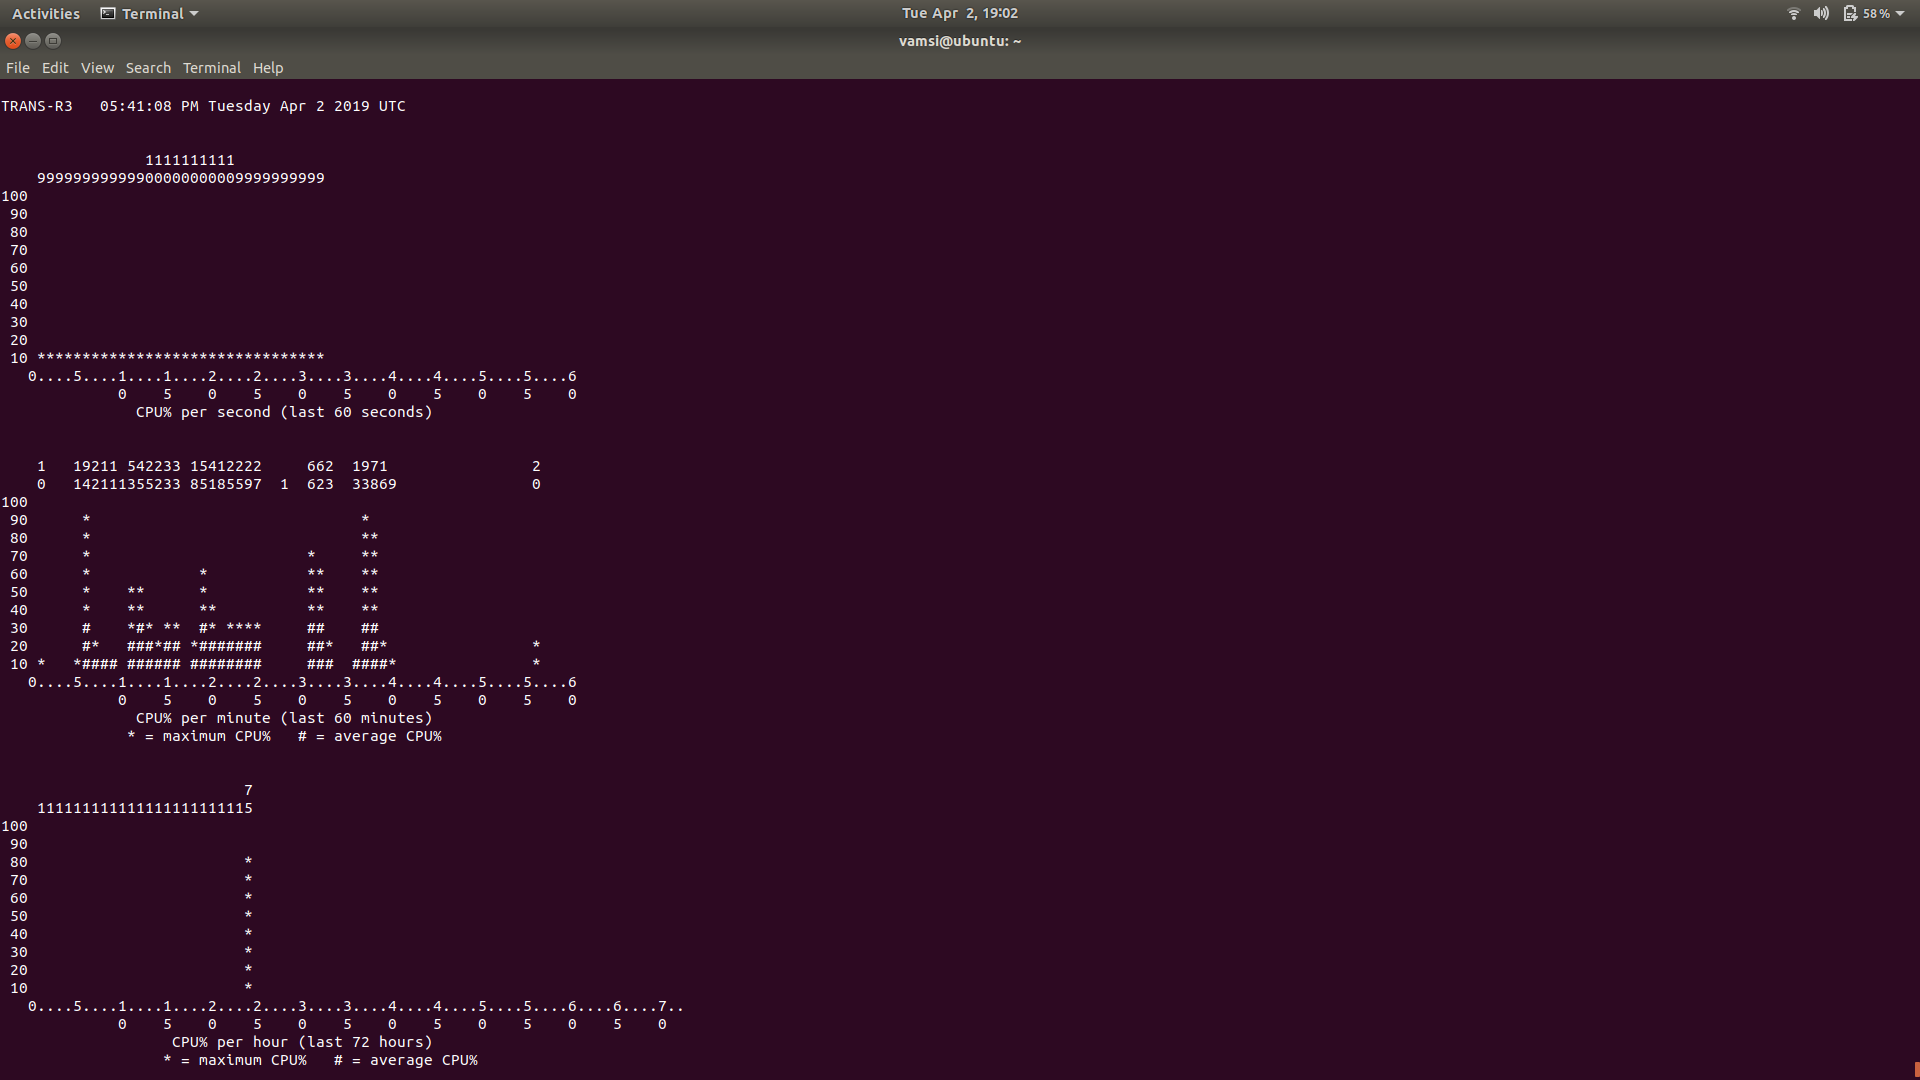 Activities Terminal Tue Apr 2, 19:02 58%
vamsi@ubuntu: ~
File Edit View Search Terminal Help
TRANS-R3   05:41:08 PM Tuesday Apr 2 2019 UTC
                1111111111
    99999999999900000000009999999999
100
 90
 80
 70
 60
 50
 40
 30
 20
 10 ********************************
   0....5....1....1....2....2....3....3....4....4....5....5....6
             0    5    0    5    0    5    0    5    0    5    0
               CPU% per second (last 60 seconds)
    1   19211 542233 15412222     662  1971                2
    0   142111355233 85185597  1  623  33869               0
100
 90      *                              *
 80      *                              **
 70      *                        *     **
 60      *            *           **    **
 50      *    **      *           **    **
 40      *    **      **          **    **
 30      #    *#* **  #* ****     ##    ##
 20      #*   ###*## *#######     ##*   ##*                *
 10 *   *#### ###### ########     ###  ####*               *
   0....5....1....1....2....2....3....3....4....4....5....5....6
             0    5    0    5    0    5    0    5    0    5    0
               CPU% per minute (last 60 minutes)
              * = maximum CPU%   # = average CPU%
                           7
    111111111111111111111115
100
 90
 80                        *
 70                        *
 60                        *
 50                        *
 40                        *
 30                        *
 20                        *
 10                        *
   0....5....1....1....2....2....3....3....4....4....5....5....6....6....7..
             0    5    0    5    0    5    0    5    0    5    0    5    0
                   CPU% per hour (last 72 hours)
                  * = maximum CPU%   # = average CPU%